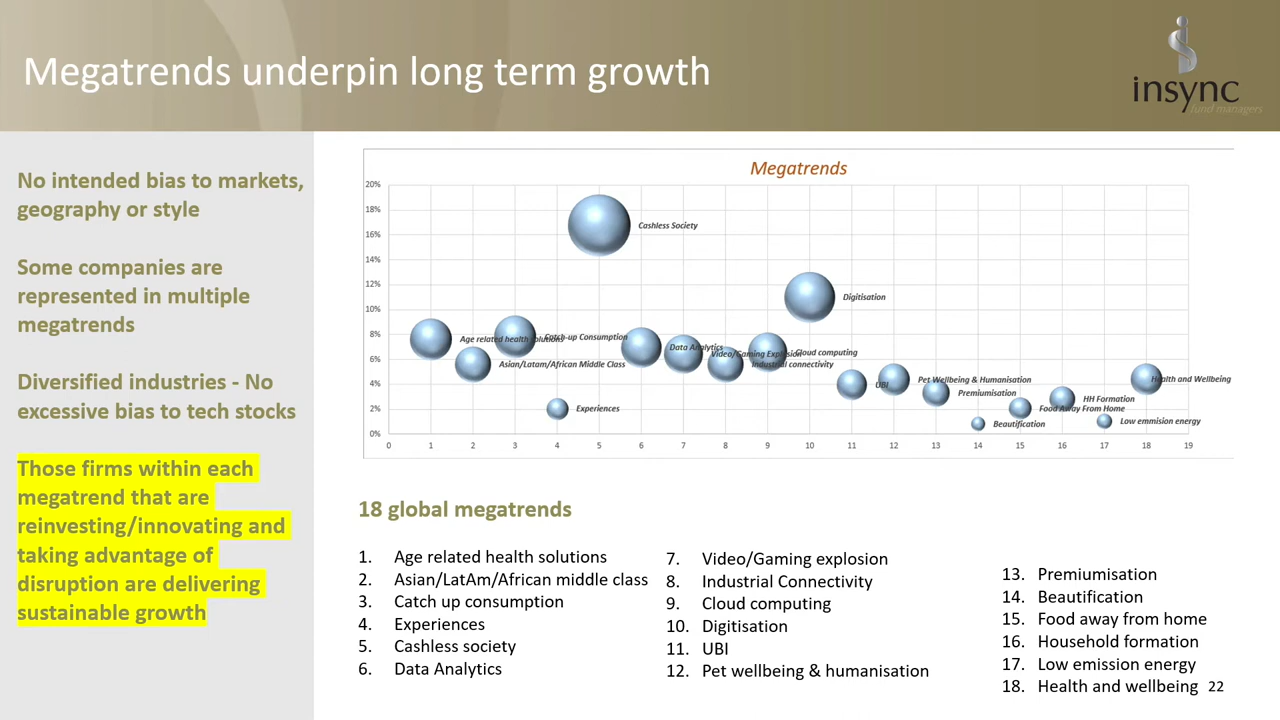 Megatrends underpin long term growth
insync
fund managers
No intended bias to markets,
geography or style
Some companies are
represented in multiple
megatrends
Diversified industries - No
excessive bias to tech stocks
Those firms within each
megatrend that are
reinvesting/innovating and
taking advantage of
disruption are delivering
sustainable growth
Megatrends
20%
18%
16%
14%
12%
10%
8%
6%
4%
2%
0%
0 1 2 3 4 5 6 7 8 9 10 11 12 13 14 15 16 17 18 19
Cashless Society
Digitisation
Age related health solutions
Catch-up Consumption
Asian/Latam/African Middle Class
Experiences
Data Analytics
Video/Gaming Explosion
Industrial connectivity
Cloud computing
UBI
Pet Wellbeing & Humanisation
Premiumisation
Beautification
Food Away From Home
HH Formation
Low emmision energy
Health and Wellbeing
18 global megatrends
1. Age related health solutions
2. Asian/LatAm/African middle class
3. Catch up consumption
4. Experiences
5. Cashless society
6. Data Analytics
7. Video/Gaming explosion
8. Industrial Connectivity
9. Cloud computing
10. Digitisation
11. UBI
12. Pet wellbeing & humanisation
13. Premiumisation
14. Beautification
15. Food away from home
16. Household formation
17. Low emission energy
18. Health and wellbeing
22